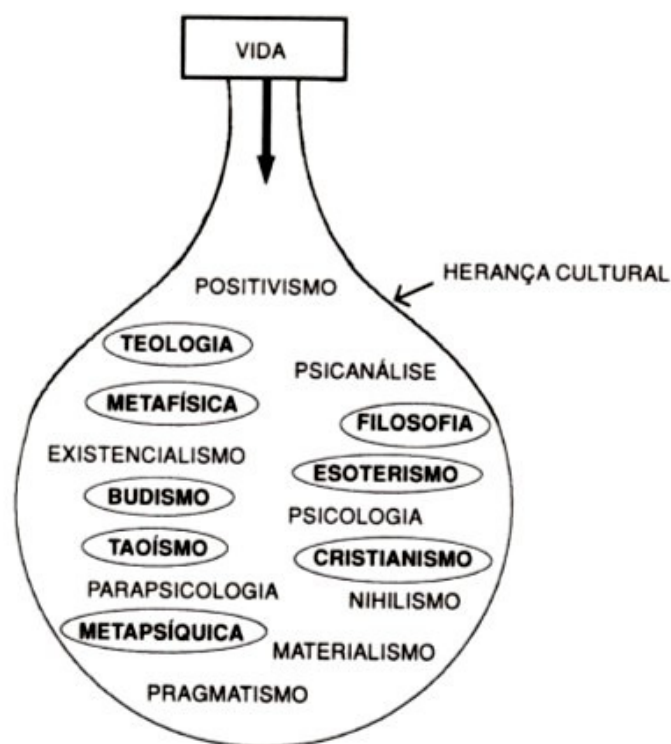 VIDA
HERANÇA CULTURAL
POSITIVISMO
TEOLOGIA
PSICANÁLISE
METAFÍSICA
FILOSOFIA
EXISTENCIALISMO
ESOTERISMO
BUDISMO
PSICOLOGIA
TAOÍSMO
CRISTIANISMO
PARAPSICOLOGIA
NIHILISMO
METAPSÍQUICA
MATERIALISMO
PRAGMATISMO